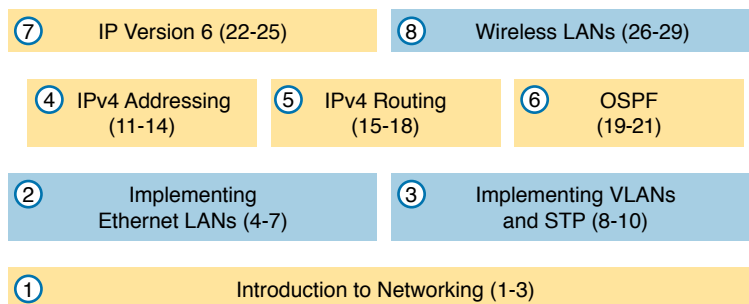 7 IP Version 6 (22-25)
8 Wireless LANs (26-29)
4 IPv4 Addressing
(11-14)
5 IPv4 Routing
(15-18)
6 OSPF
(19-21)
2 Implementing
Ethernet LANs (4-7)
3 Implementing VLANs
and STP (8-10)
1 Introduction to Networking (1-3)